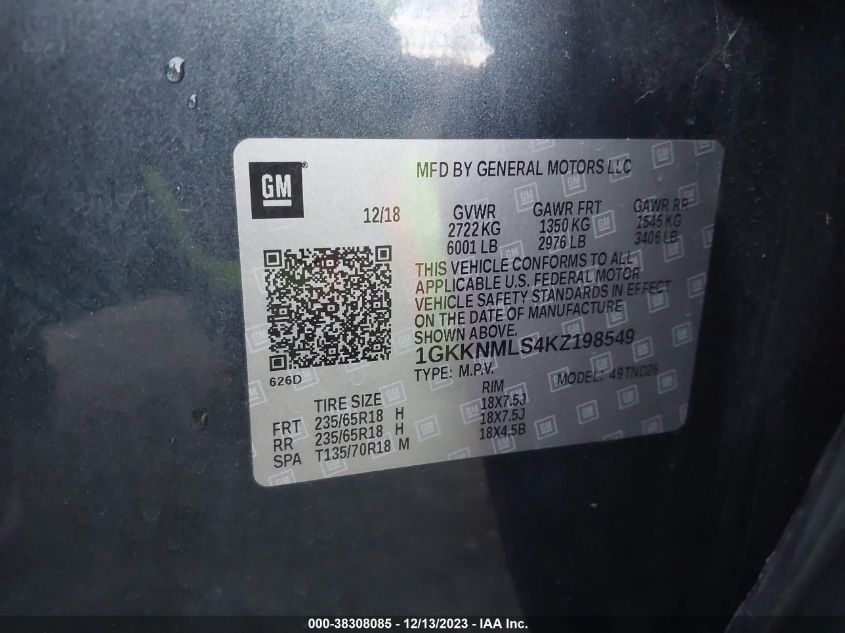 GM
MFD BY GENERAL MOTORS LLC
12/18
GVWR GAWR FRT GAWR RR
2722 KG 1350 KG 1545 KG
6001 LB 2976 LB 3406 LB
THIS VEHICLE CONFORMS TO ALL
APPLICABLE U.S. FEDERAL MOTOR
VEHICLE SAFETY STANDARDS IN EFFECT
ON THE DATE OF MANUFACTURE
SHOWN ABOVE.
1GKKNMLS4KZ198549
626D
TYPE: M.P.V. MODEL: 49TND26
TIRE SIZE RIM
FRT 235/65R18 H 18X7.5J
RR 235/65R18 H 18X7.5J
SPA T135/70R18 M 18X4.5B
000-38308085 - 12/13/2023 - IAA Inc.